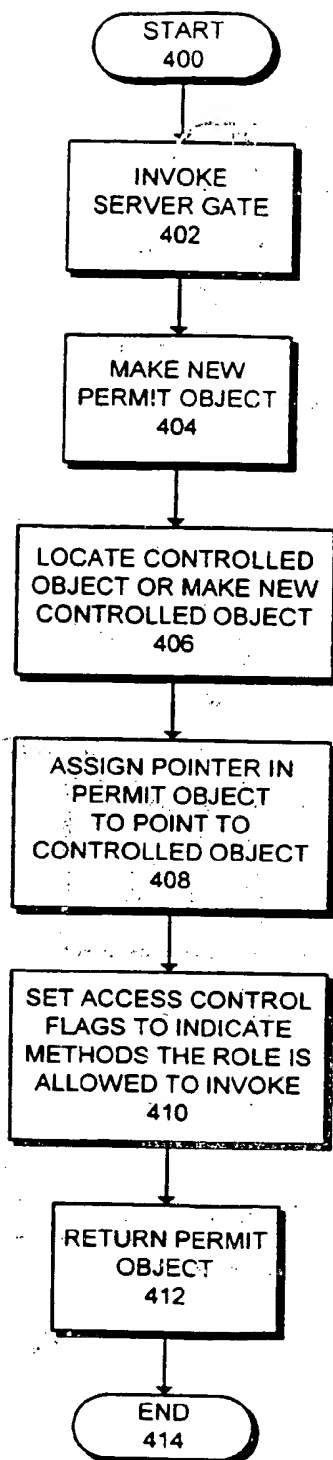 START
400
INVOKE
SERVER GATE
402
MAKE NEW
PERMIT OBJECT
404
LOCATE CONTROLLED
OBJECT OR MAKE NEW
CONTROLLED OBJECT
406
ASSIGN POINTER IN
PERMIT OBJECT
TO POINT TO
CONTROLLED OBJECT
408
SET ACCESS CONTROL
FLAGS TO INDICATE
METHODS THE ROLE IS
ALLOWED TO INVOKE
410
RETURN PERMIT
OBJECT
412
END
414